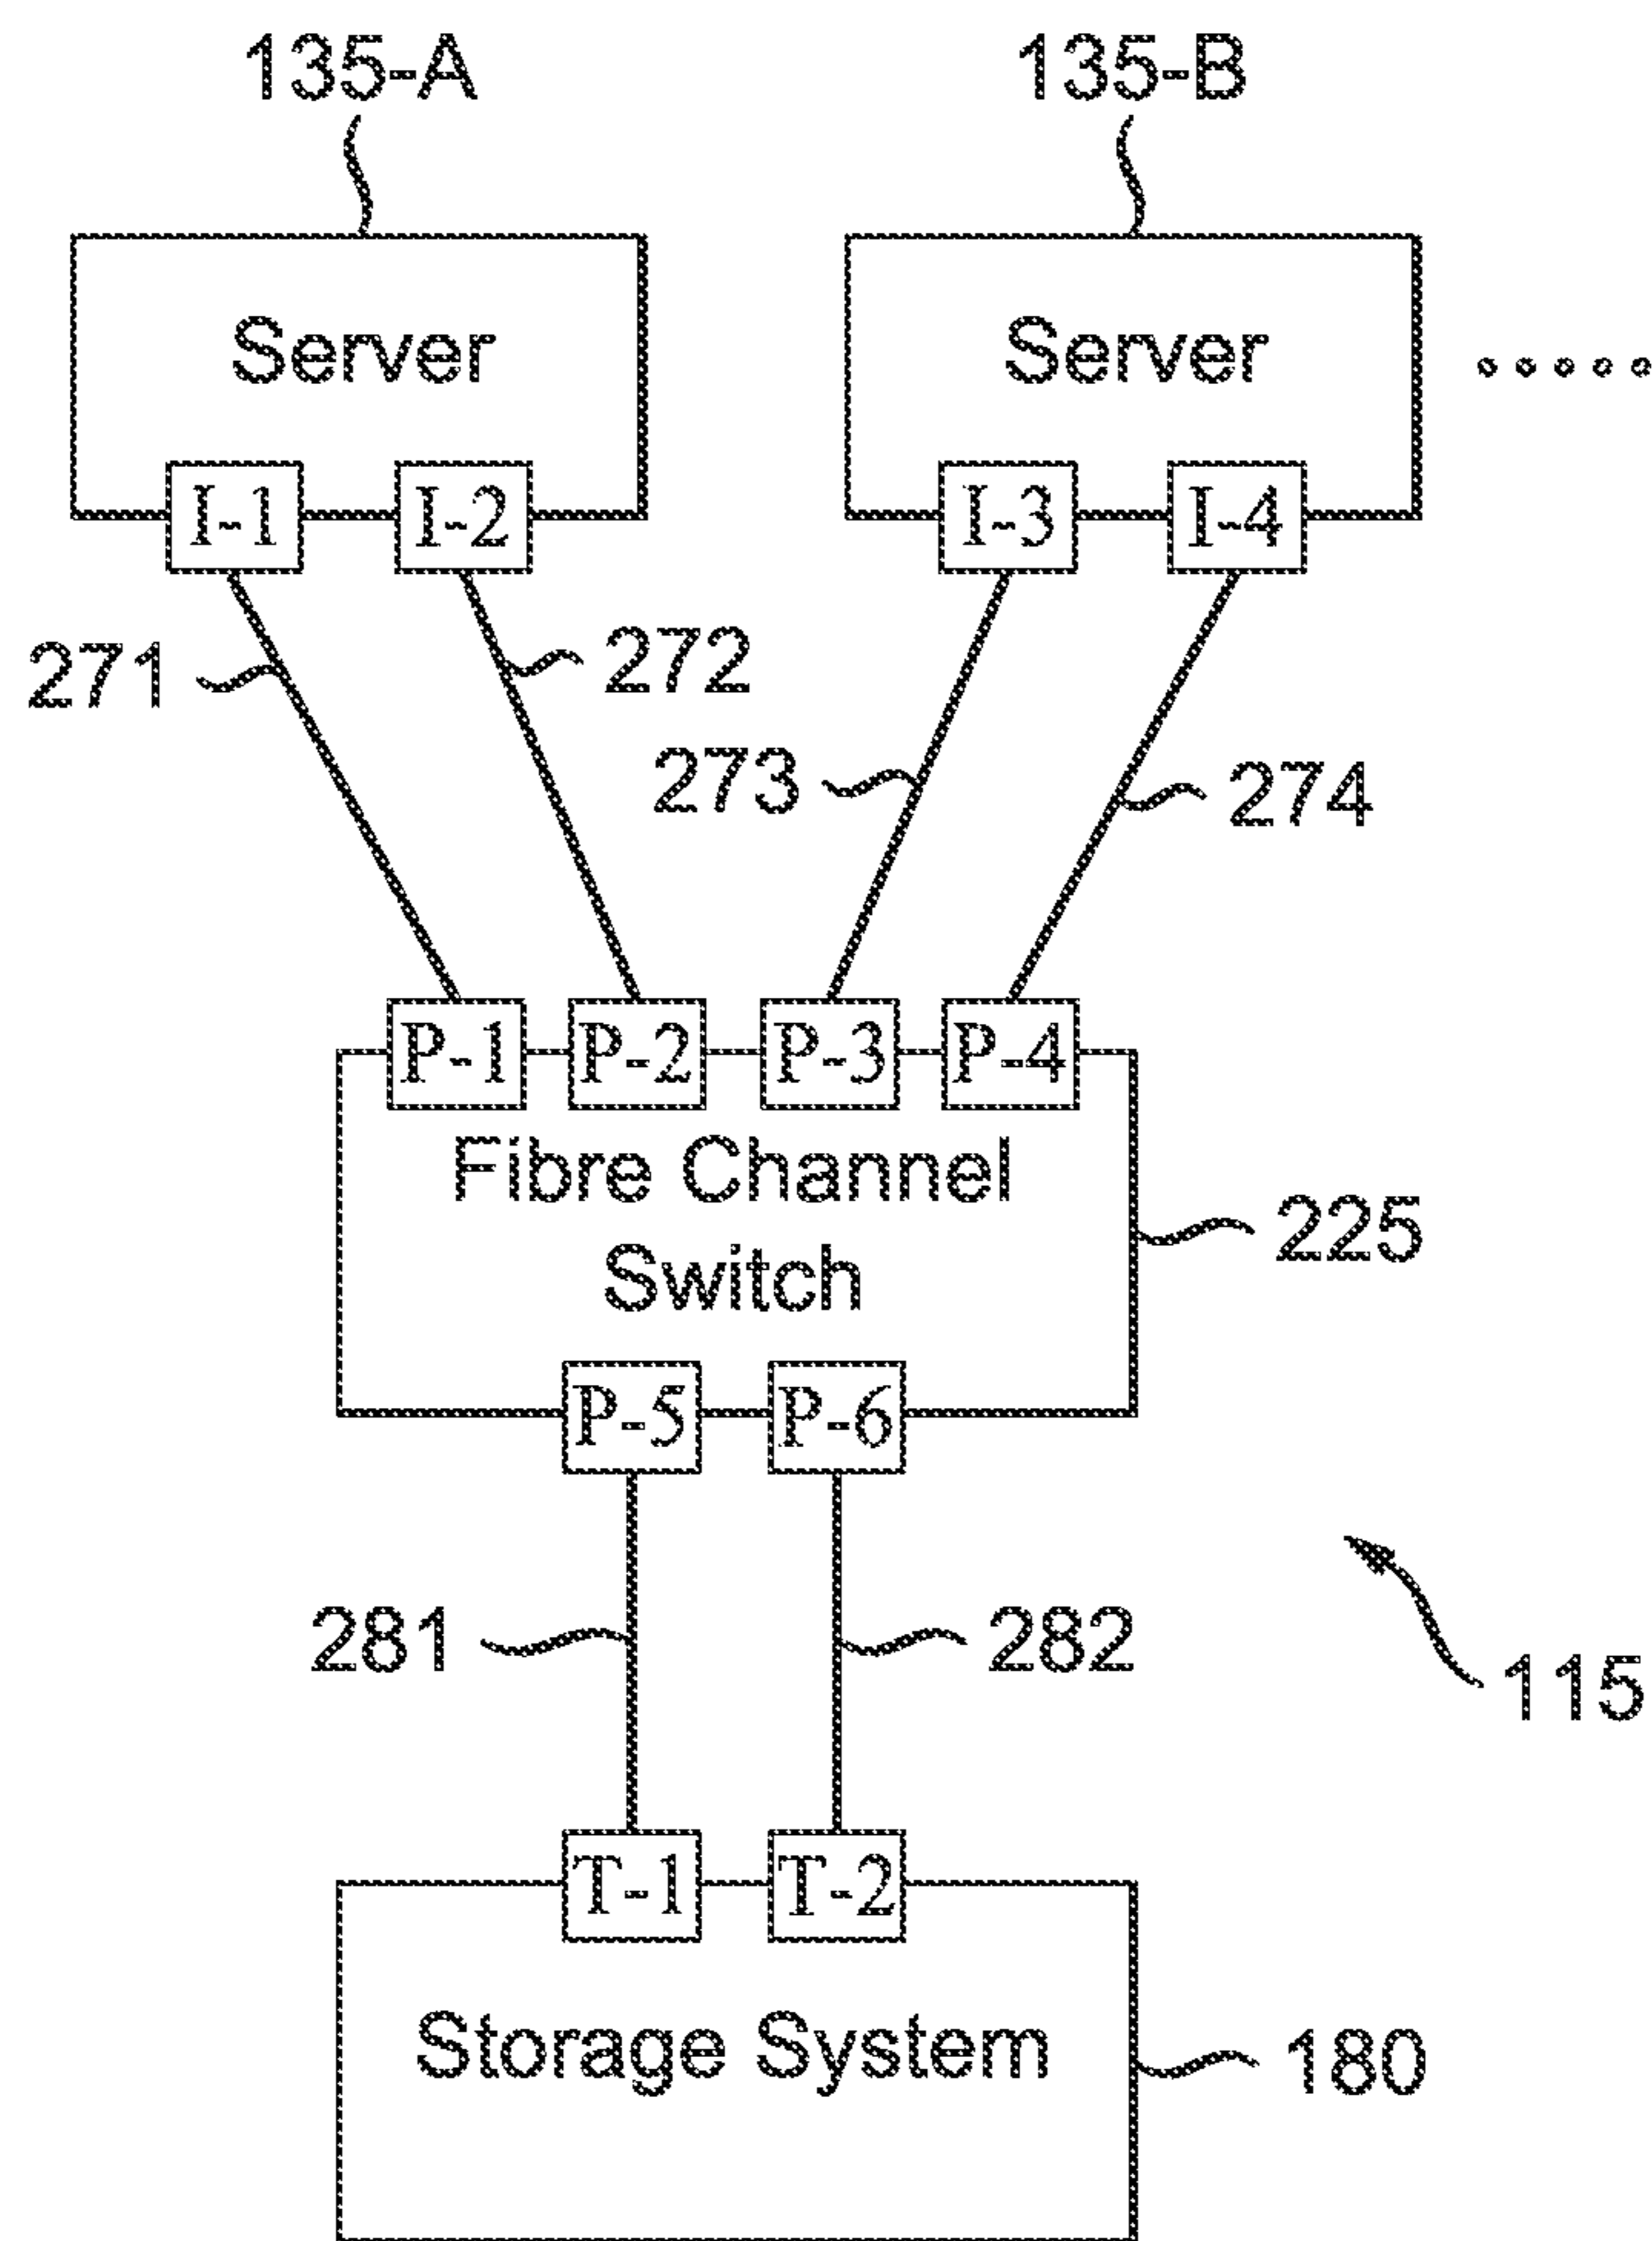 135-A 135-B
Server Server
I-1 I-2 I-3 I-4
271 272 273 274
P-1 P-2 P-3 P-4
Fibre Channel
Switch
225
P-5 P-6
281 282
115
T-1 T-2
Storage System
180